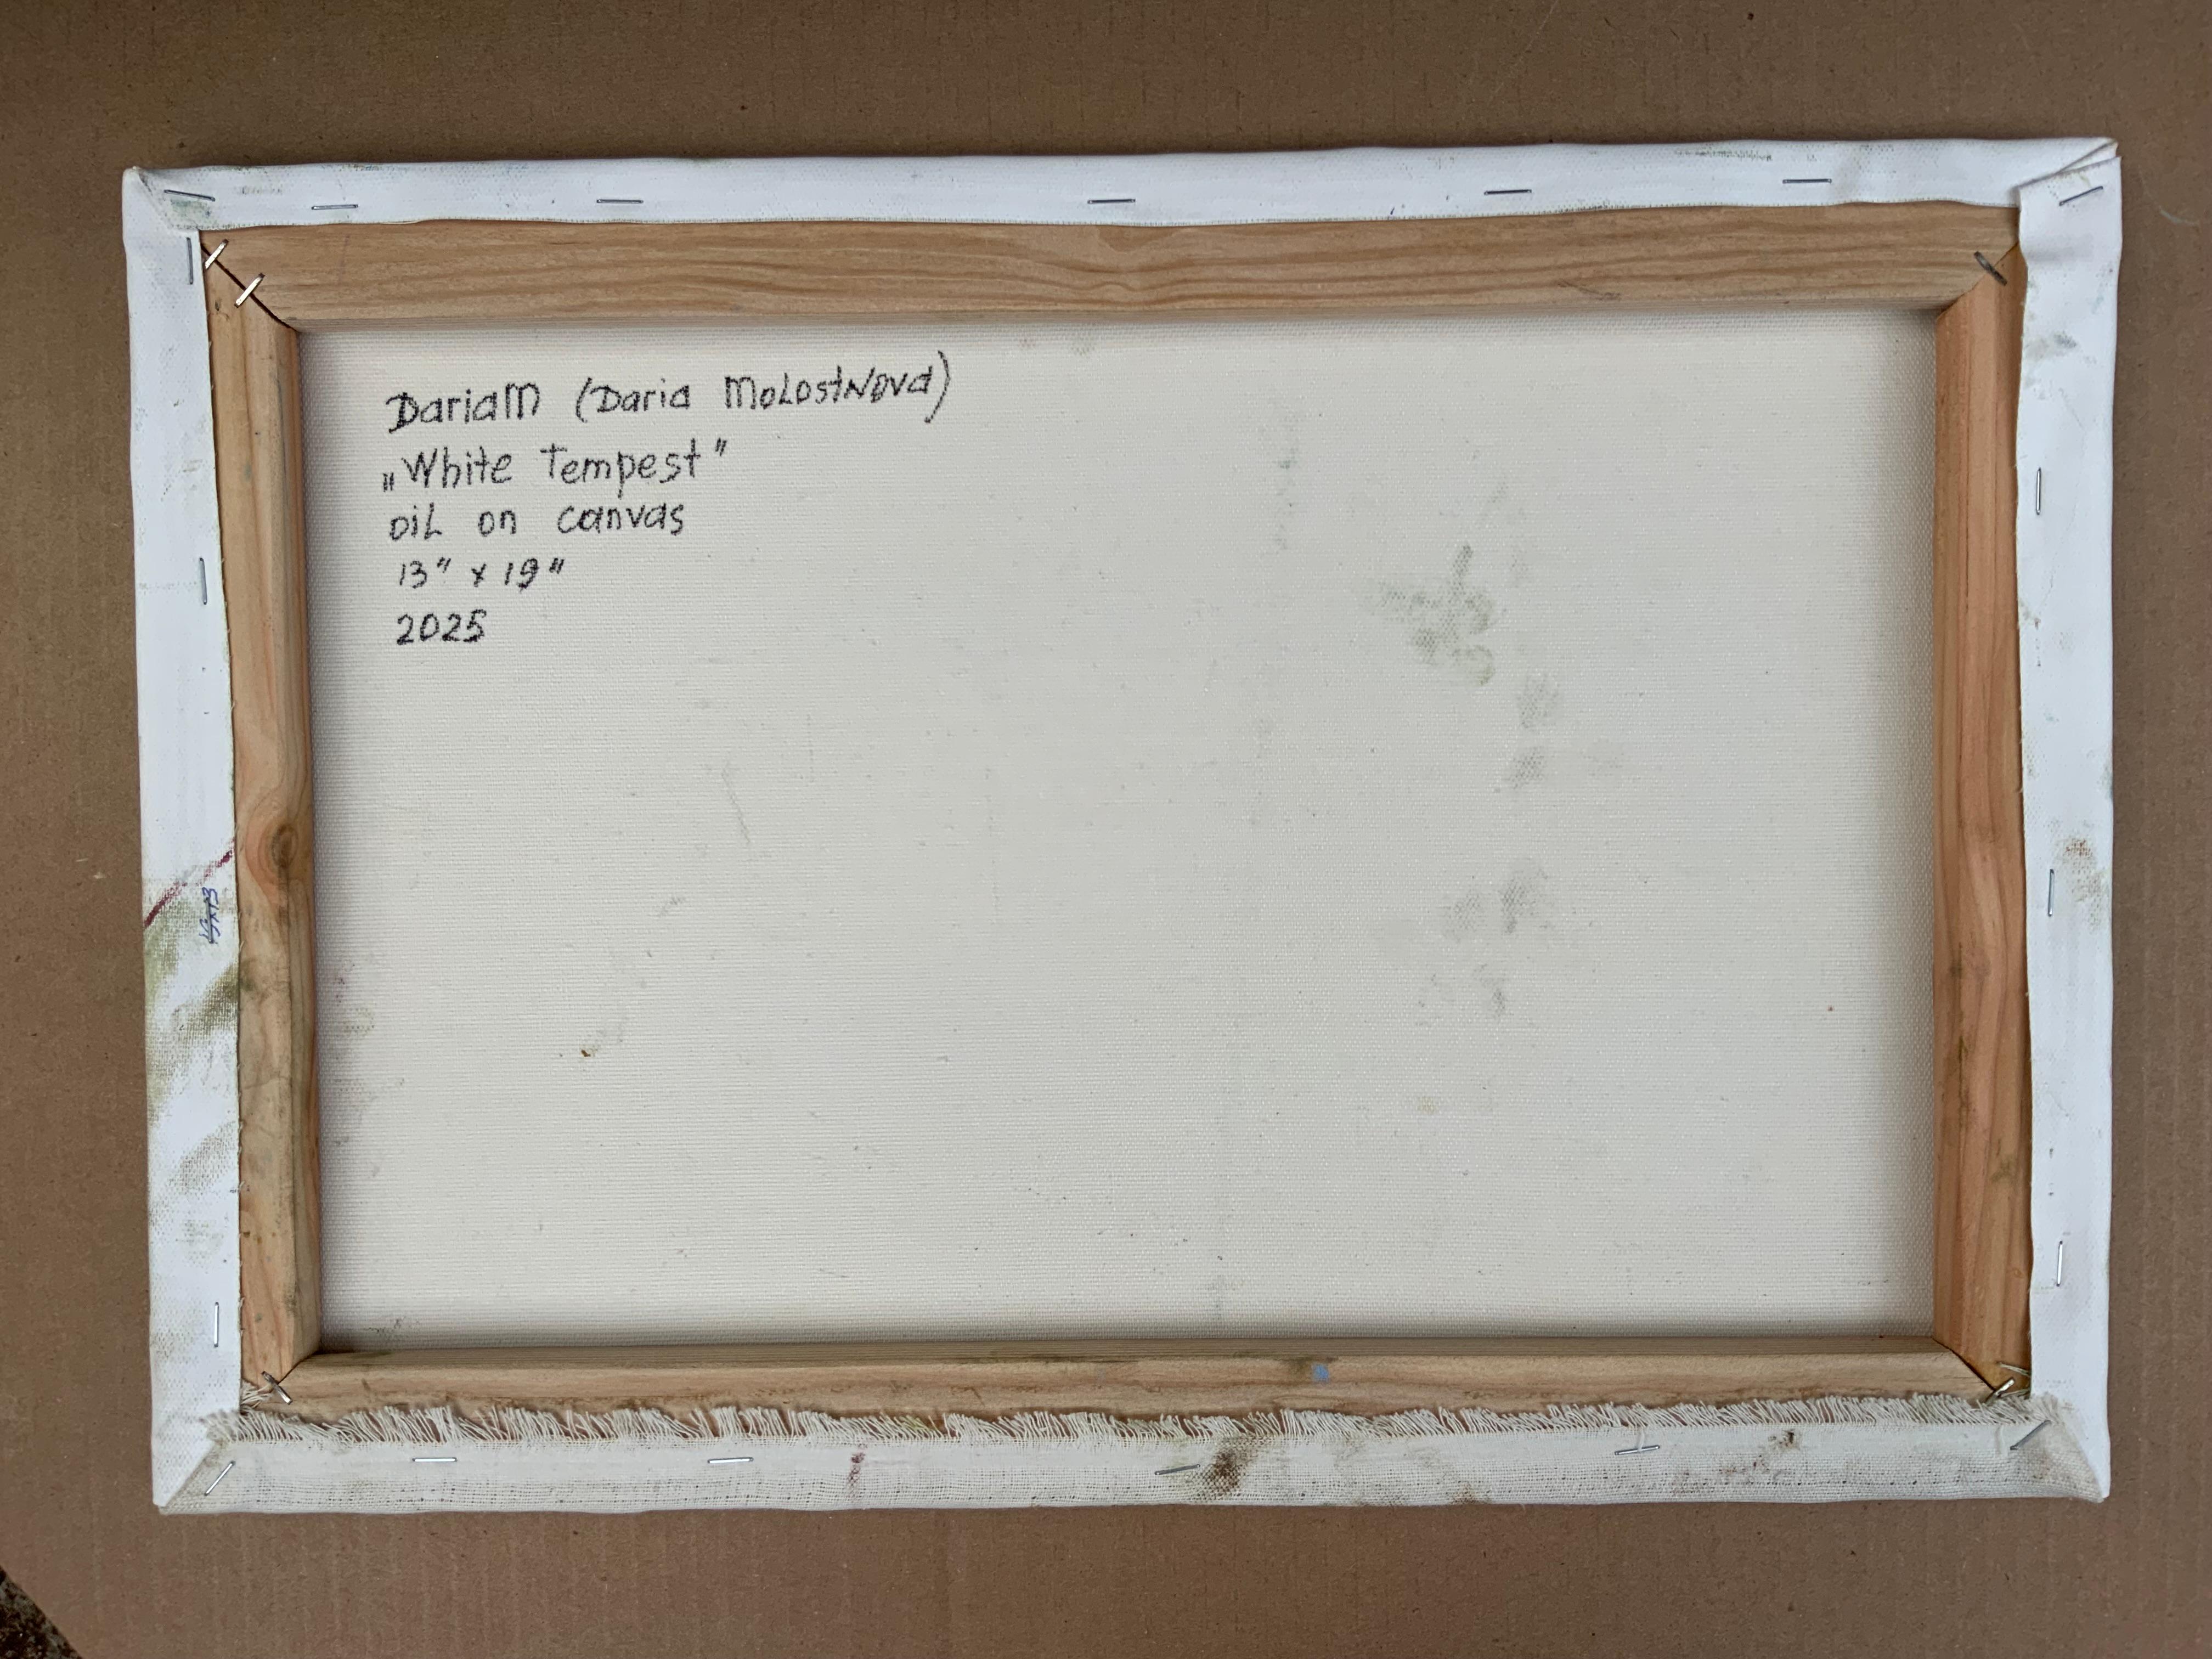 DariaM (Daria Molostnova)
„White Tempest"
oil on canvas
13" x 19"
2025